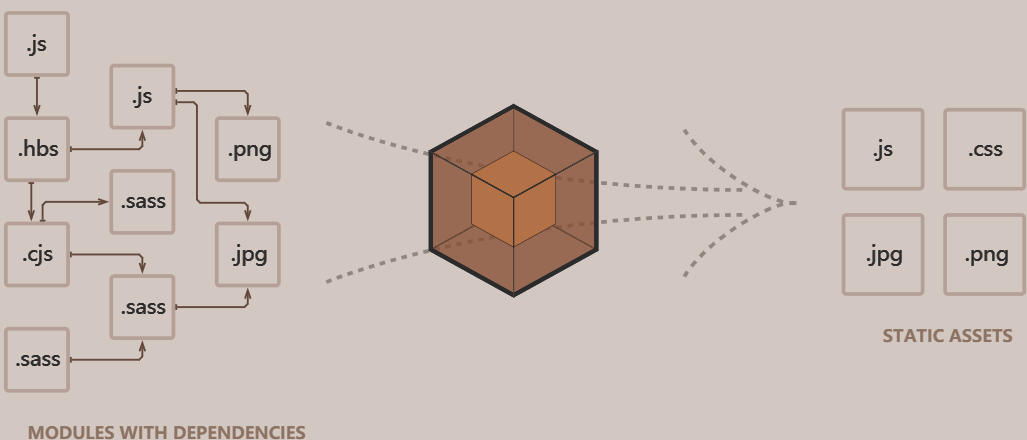 .js
.js
.hbs
.png
.sass
.cjs
.jpg
.sass
.sass
MODULES WITH DEPENDENCIES
.js
.css
.jpg
.png
STATIC ASSETS